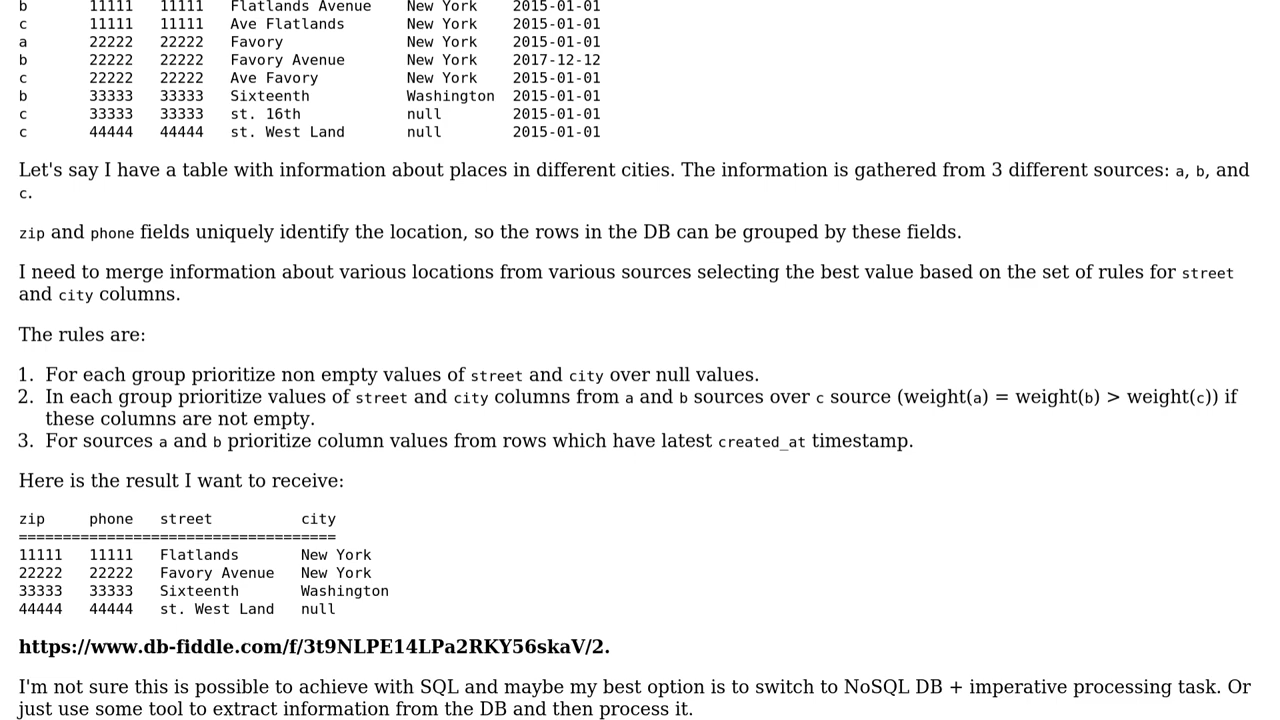 b       11111   11111   Flatlands Avenue    New York    2015-01-01
c       11111   11111   Ave Flatlands       New York    2015-01-01
a       22222   22222   Favory              New York    2015-01-01
b       22222   22222   Favory Avenue       New York    2017-12-12
c       22222   22222   Ave Favory          New York    2015-01-01
b       33333   33333   Sixteenth           Washington  2015-01-01
c       33333   33333   st. 16th            null        2015-01-01
c       44444   44444   st. West Land       null        2015-01-01
Let's say I have a table with information about places in different cities. The information is gathered from 3 different sources: a, b, and
c.
zip and phone fields uniquely identify the location, so the rows in the DB can be grouped by these fields.
I need to merge information about various locations from various sources selecting the best value based on the set of rules for street
and city columns.
The rules are:
1. For each group prioritize non empty values of street and city over null values.
2. In each group prioritize values of street and city columns from a and b sources over c source (weight(a) = weight(b) > weight(c)) if
these columns are not empty.
3. For sources a and b prioritize column values from rows which have latest created_at timestamp.
Here is the result I want to receive:
zip     phone   street          city
====================================
11111   11111   Flatlands       New York
22222   22222   Favory Avenue   New York
33333   33333   Sixteenth       Washington
44444   44444   st. West Land   null
https://www.db-fiddle.com/f/3t9NLPE14LPa2RKY56skaV/2.
I'm not sure this is possible to achieve with SQL and maybe my best option is to switch to NoSQL DB + imperative processing task. Or
just use some tool to extract information from the DB and then process it.